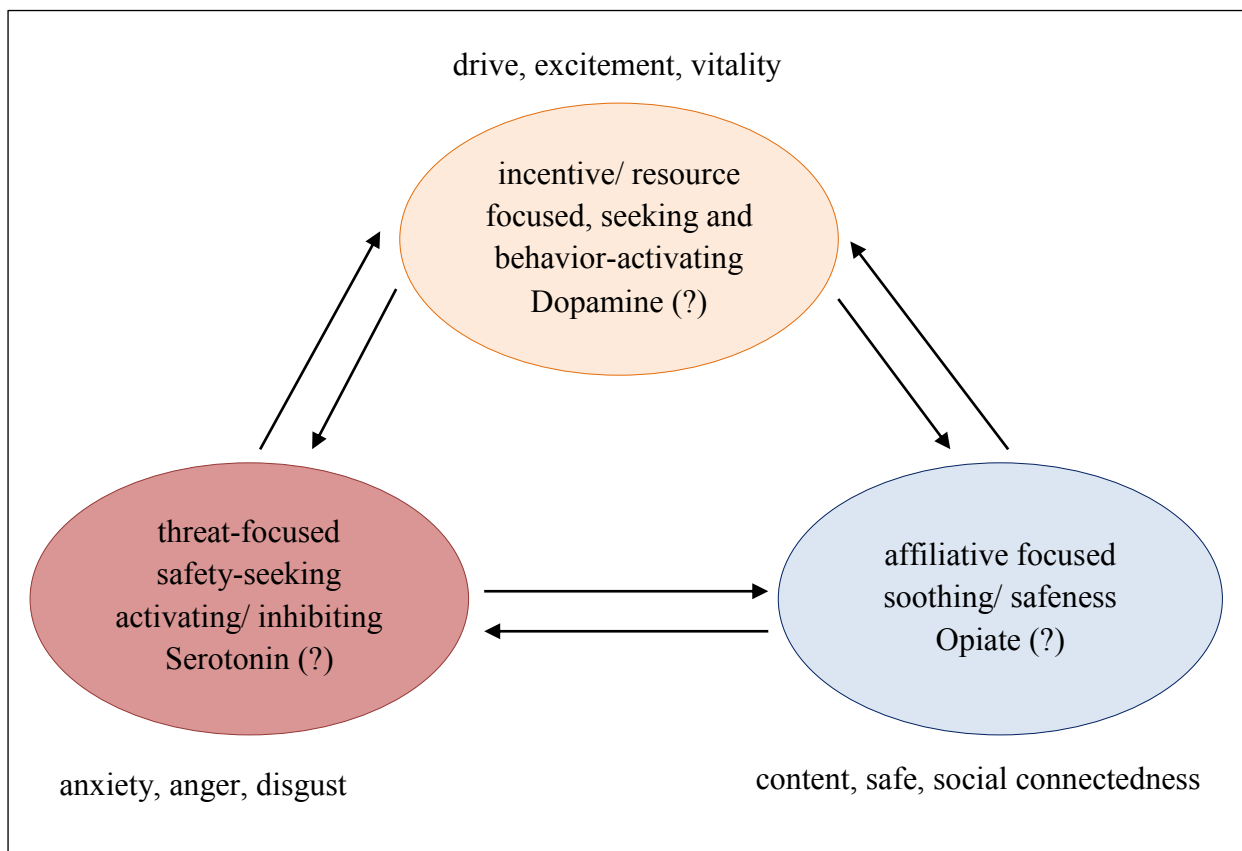 drive, excitement, vitality
incentive/ resource
focused, seeking and
behavior-activating
Dopamine (?)
threat-focused
safety-seeking
activating/ inhibiting
Serotonin (?)
affiliative focused
soothing/ safeness
Opiate (?)
anxiety, anger, disgust
content, safe, social connectedness